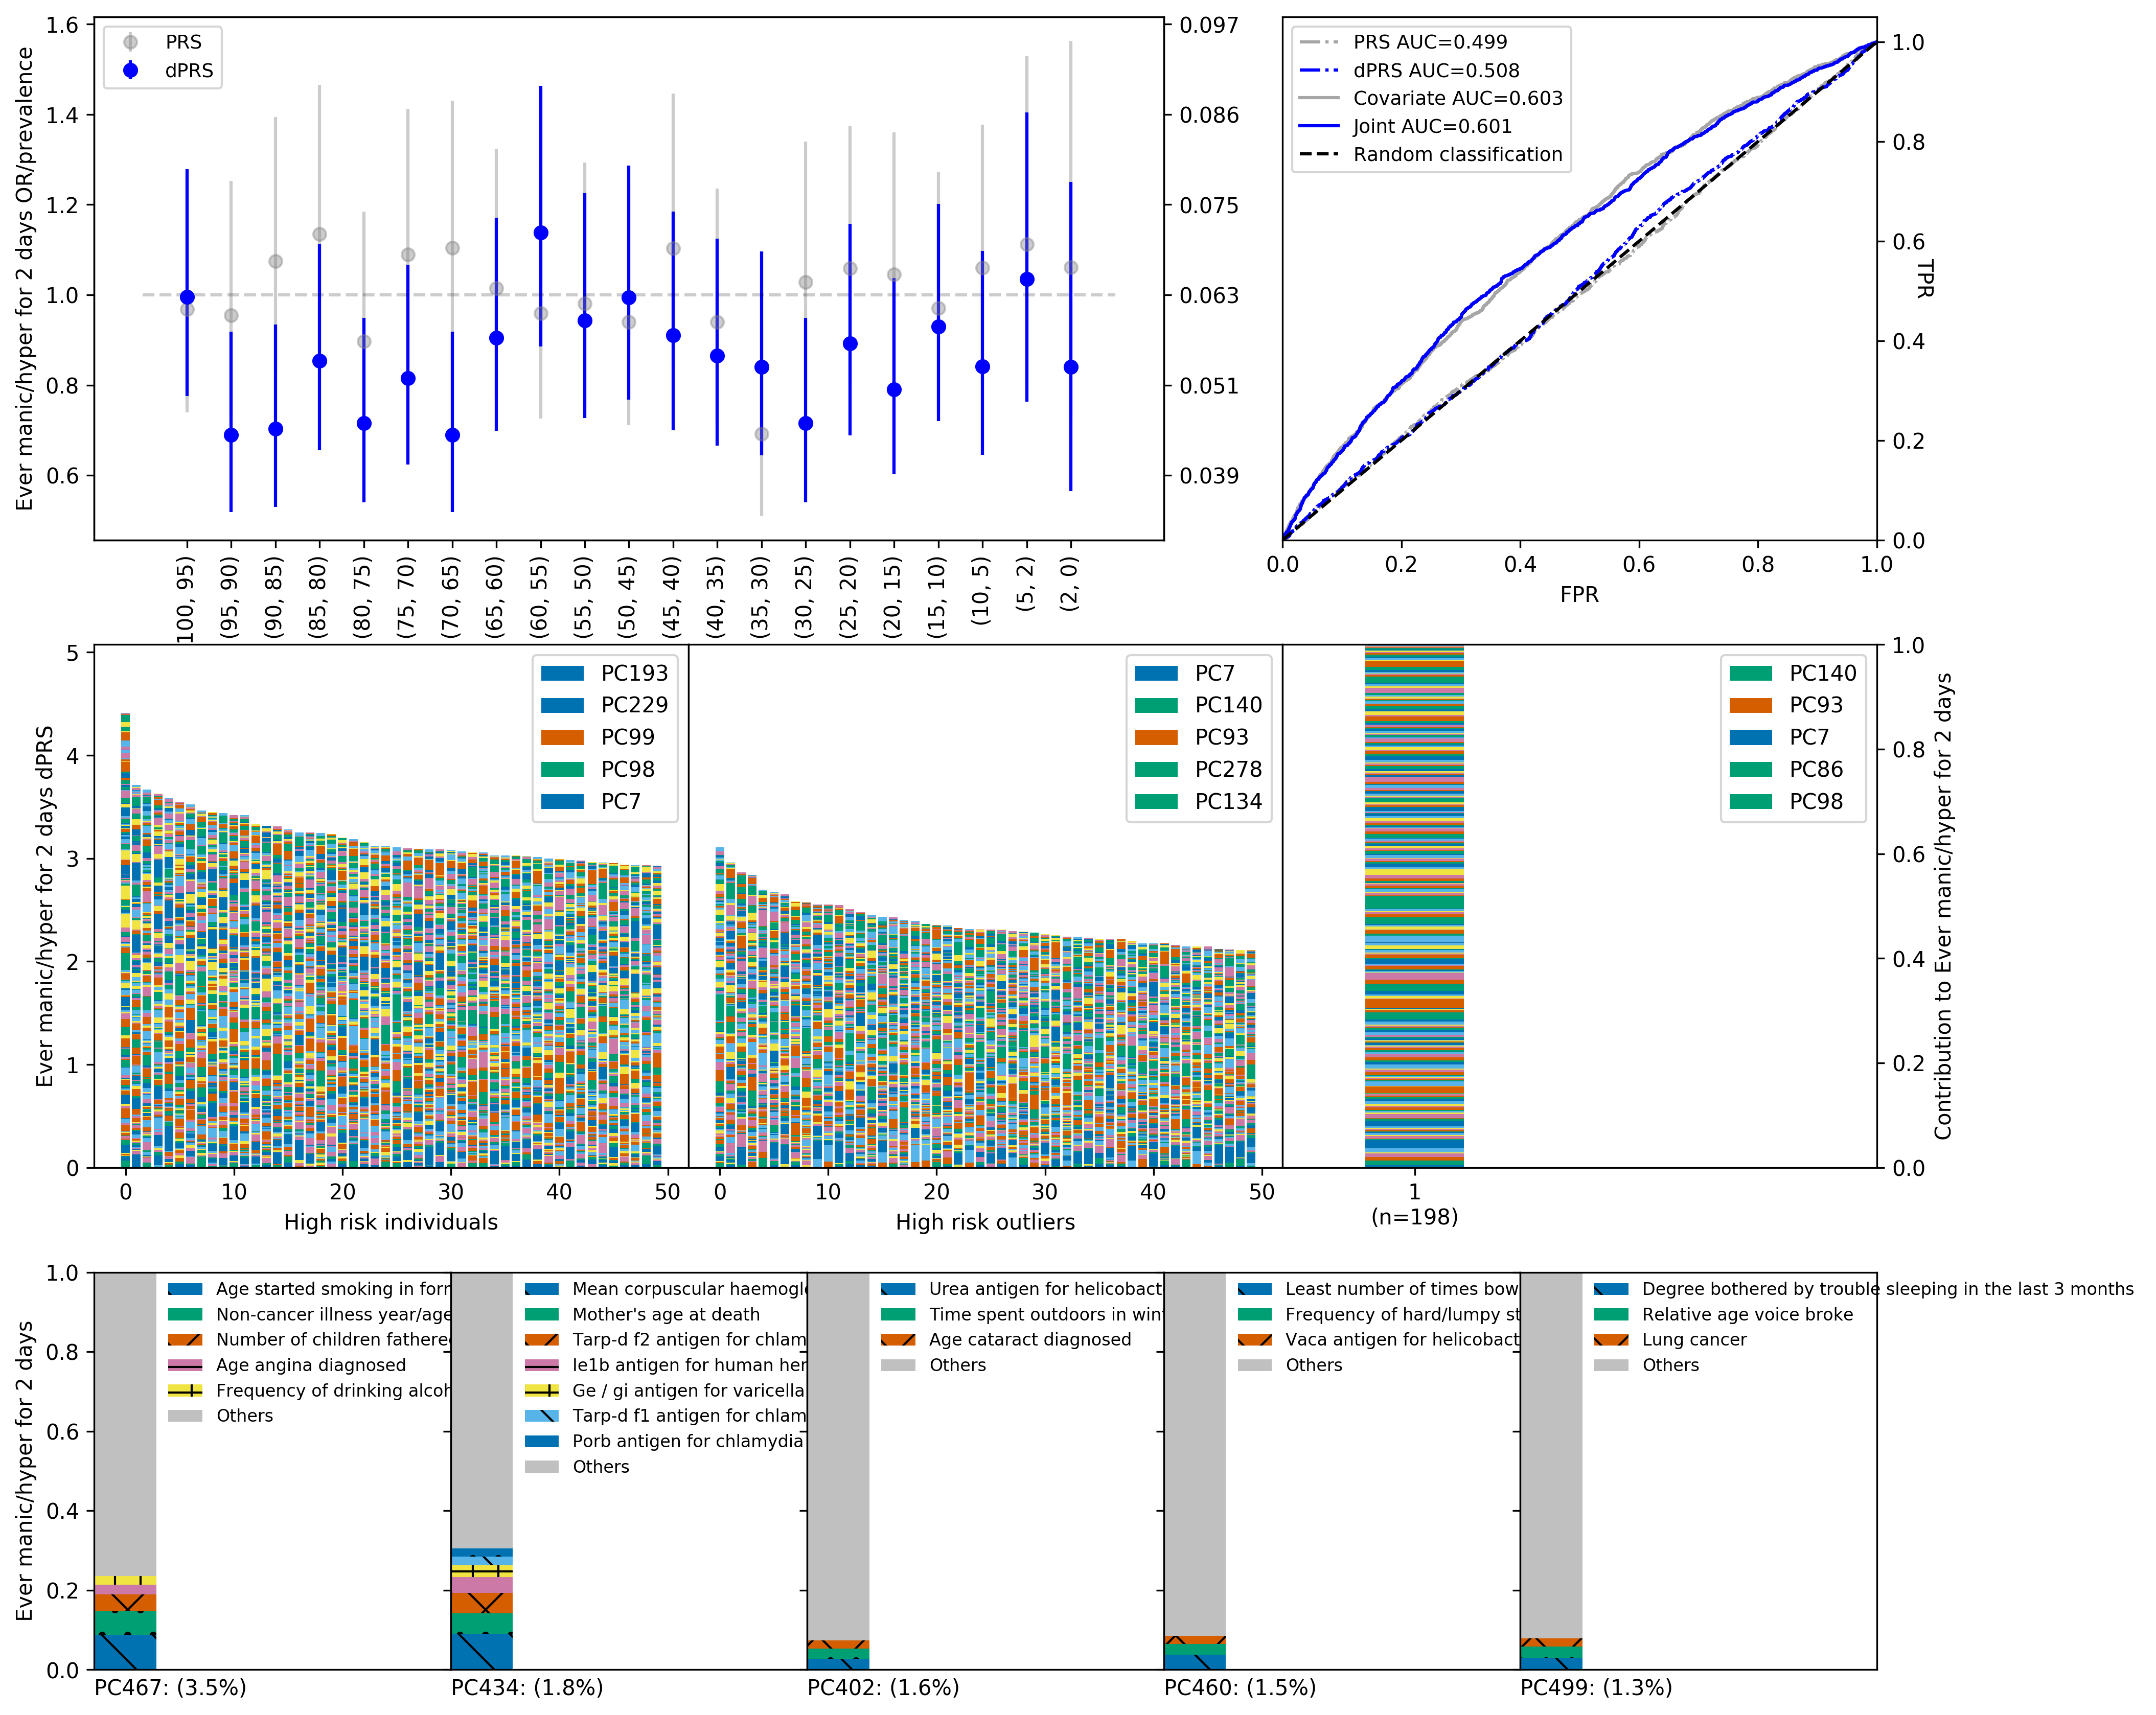 Ever manic/hyper for 2 days OR/prevalence
1.6
1.4
1.2
1.0
0.8
0.6
PRS
dPRS
0.097
0.086
0.075
0.063
0.051
0.039
100, 95)
(95, 90)
(90, 85)
(85, 80)
(80, 75)
(75, 70)
(70, 65)
(65, 60)
(60, 55)
(55, 50)
(50, 45)
(45, 40)
(40, 35)
(35, 30)
(30, 25)
(25, 20)
(20, 15)
(15, 10)
(10, 5)
(5, 2)
(2, 0)
PRS AUC=0.499
dPRS AUC=0.508
Covariate AUC=0.603
Joint AUC=0.601
Random classification
1.0
0.8
0.6
0.4
0.2
0.0
TPR
0.0 0.2 0.4 0.6 0.8 1.0
FPR
Ever manic/hyper for 2 days dPRS
5
4
3
2
1
0
PC193
PC229
PC99
PC98
PC7
0 10 20 30 40 50
High risk individuals
PC7
PC140
PC93
PC278
PC134
0 10 20 30 40 50
High risk outliers
PC140
PC93
PC7
PC86
PC98
1
(n=198)
1.0
0.8
0.6
0.4
0.2
0.0
Contribution to Ever manic/hyper for 2 days
Ever manic/hyper for 2 days
1.0
0.8
0.6
0.4
0.2
0.0
Age started smoking in forr
Non-cancer illness year/age
Number of children fathere
Age angina diagnosed
Frequency of drinking alcoh
Others
PC467: (3.5%)
Mean corpuscular haemoglo
Mother's age at death
Tarp-d f2 antigen for chlam
Ie1b antigen for human her
Ge / gi antigen for varicella
Tarp-d f1 antigen for chlam
Porb antigen for chlamydia
Others
PC434: (1.8%)
Urea antigen for helicobact
Time spent outdoors in wint
Age cataract diagnosed
Others
PC402: (1.6%)
Least number of times bow
Frequency of hard/lumpy st
Vaca antigen for helicobact
Others
PC460: (1.5%)
Degree bothered by trouble sleeping in the last 3 months
Relative age voice broke
Lung cancer
Others
PC499: (1.3%)